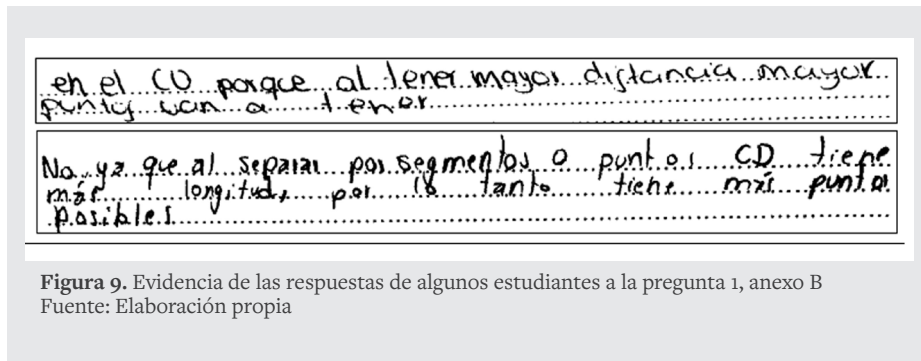 en el CD porque al tener mayor distancia mayor
punty van a tener
No ya que al separar por segmentos o puntos CD tiene
más longitud, por lo tanto tiene más puntos
posibles
Figura 9. Evidencia de las respuestas de algunos estudiantes a la pregunta 1, anexo B
Fuente: Elaboración propia